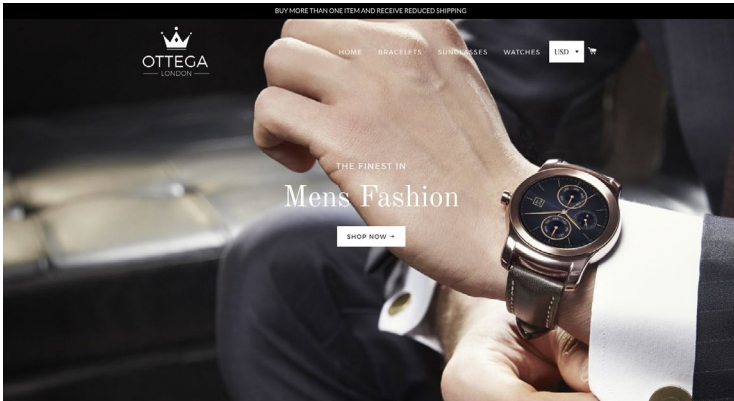 BUY MORE THAN ONE ITEM AND RECEIVE REDUCED SHIPPING
OTTEGA
LONDON
HOME BRACELETS SUNGLASSES WATCHES USD
THE FINEST IN
Mens Fashion
SHOP NOW →